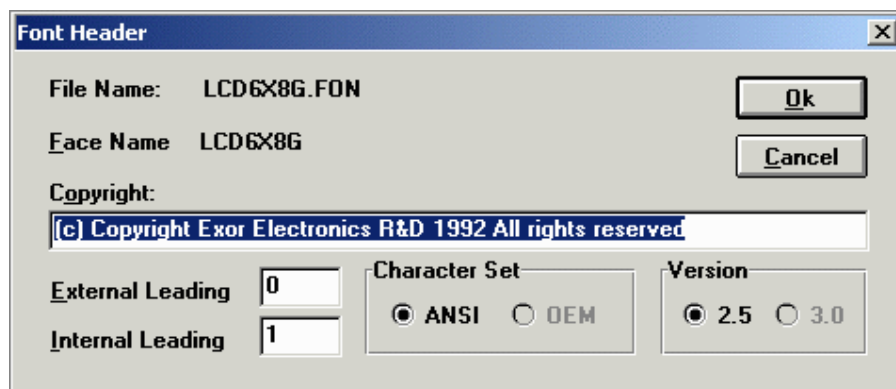 Font Header
File Name: LCD6X8G.FON
Ok
Face Name LCD6X8G
Cancel
Copyright:
(c) Copyright Exor Electronics R&D 1992 All rights reserved
External Leading 0
Internal Leading 1
Character Set
ANSI OEM
Version
2.5 3.0